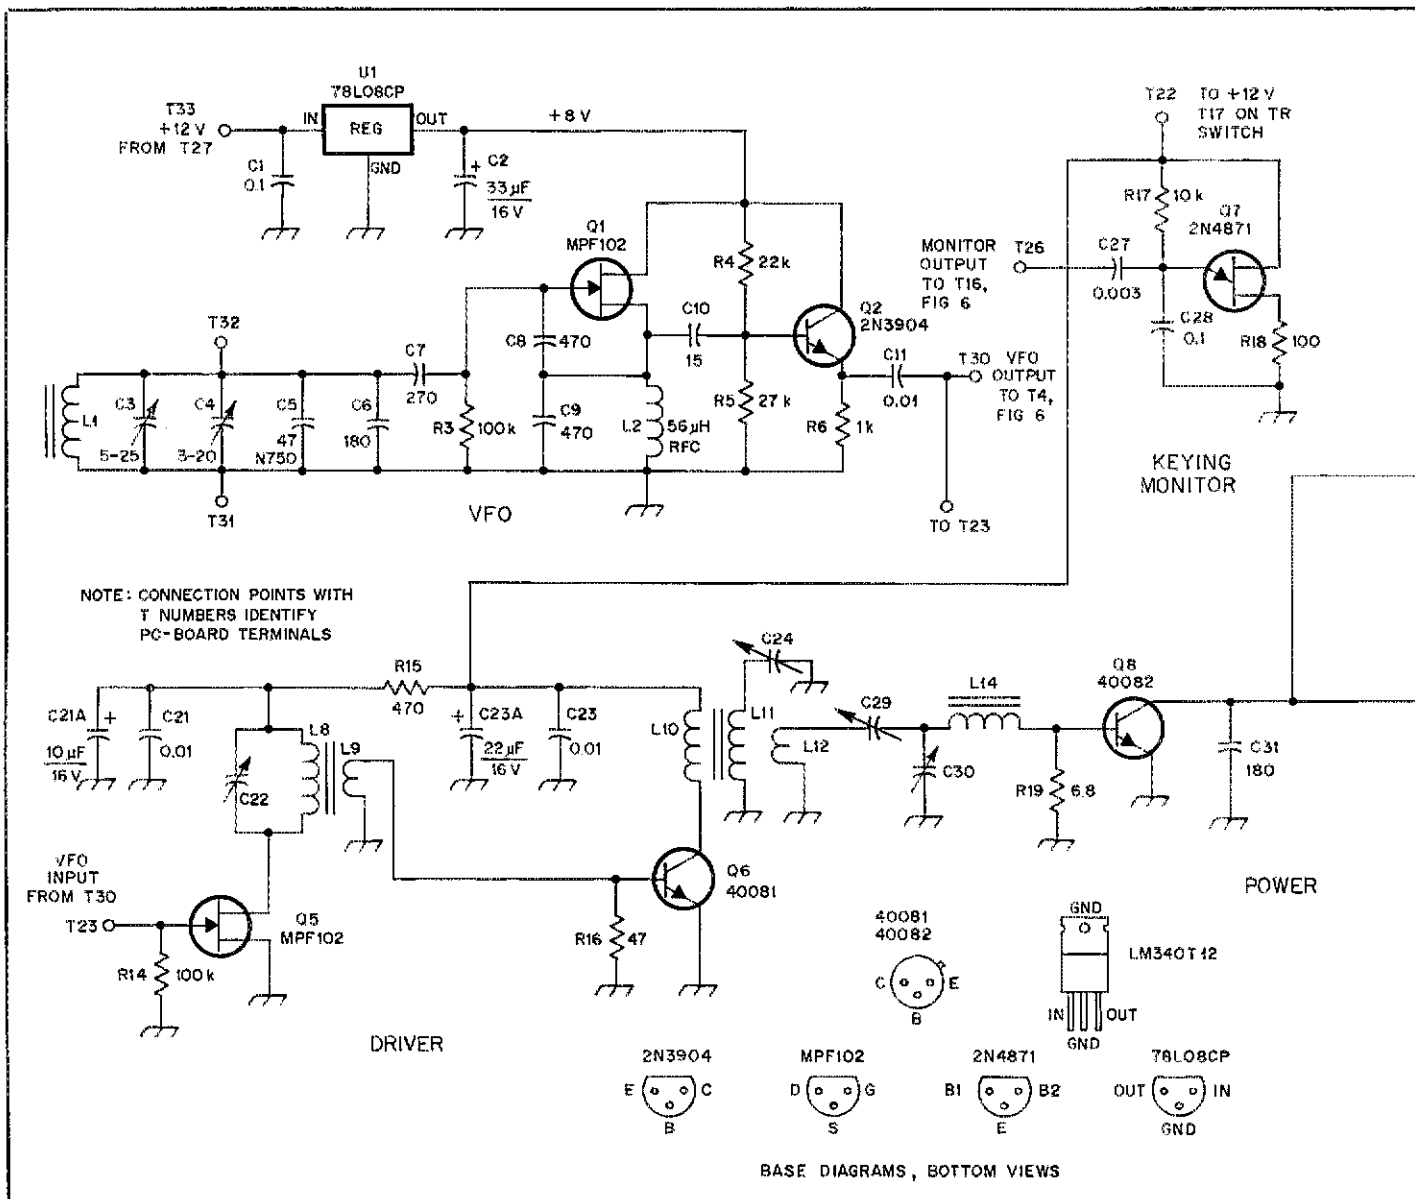 U1
78L08CP
T33
+12 V
FROM T27
IN
REG
OUT
GND
+8 V
C1
0.1
+
C2
33 µF
16 V
Q1
MPF102
R4
22k
C10
15
Q2
2N3904
T32
C7
270
C8
470
C11
0.01
T30 VFO
OUTPUT
TO T4,
FIG 6
L1
C3
5-25
C4
3-20
C5
47
N750
C6
180
R3
100k
C9
470
L2
56 µH
RFC
R5
27k
R6
1k
T31
VFO
TO T23
T22
TO +12 V
T17 ON TR
SWITCH
R17
10k
Q7
2N4871
MONITOR
OUTPUT
TO T16,
FIG 6
T26
C27
0.003
C28
0.1
R18
100
KEYING
MONITOR
NOTE: CONNECTION POINTS WITH
T NUMBERS IDENTIFY
PC-BOARD TERMINALS
C21A
+
10 µF
16 V
C21
0.01
R15
470
L8
L9
C22
+
C23A
22 µF
16 V
C23
0.01
L10
L11
C24
L12
C29
C30
L14
Q8
40082
R19
6.8
C31
180
VFO
INPUT
FROM T30
T23
Q5
MPF102
R14
100k
R16
47
Q6
40081
POWER
DRIVER
40081
40082
C
E
B
GND
LM340T12
IN
OUT
GND
2N3904
E
C
B
MPF102
D
G
S
2N4871
B1
B2
E
78L08CP
OUT
IN
GND
BASE DIAGRAMS, BOTTOM VIEWS